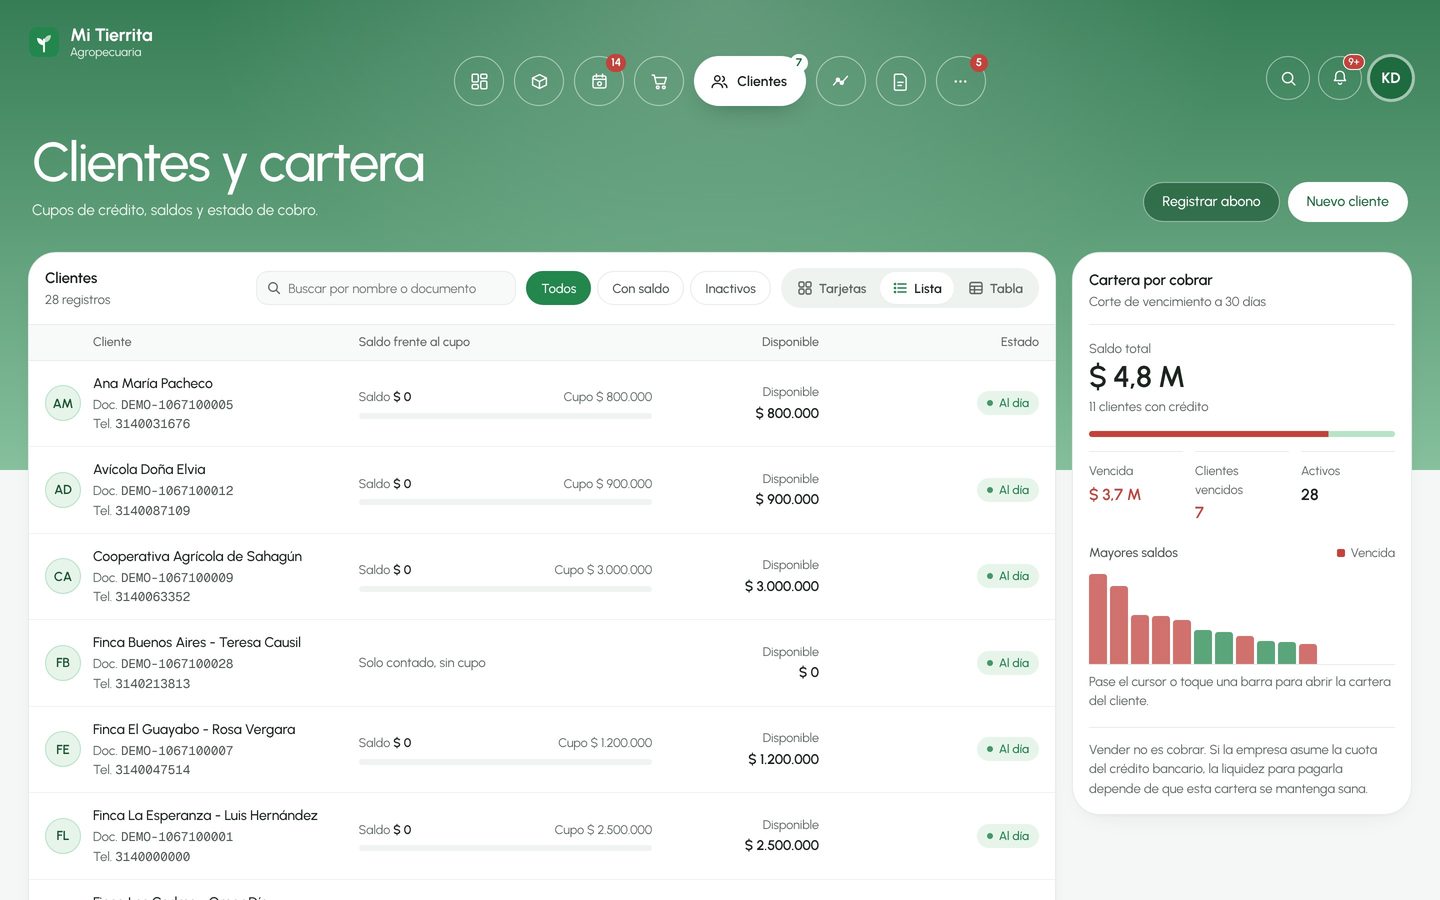 Mi Tierrita
Agropecuaria
14
Clientes
7
5
9+
KD
Clientes y cartera
Cupos de crédito, saldos y estado de cobro.
Registrar abono
Nuevo cliente
Clientes
28 registros
Buscar por nombre o documento
Todos
Con saldo
Inactivos
Tarjetas
Lista
Tabla
Cliente
Saldo frente al cupo
Disponible
Estado
AM
Ana María Pacheco
Doc. DEMO-1067100005
Tel. 3140031676
Saldo $ 0
Cupo $ 800.000
Disponible
$ 800.000
Al día
AD
Avícola Doña Elvia
Doc. DEMO-1067100012
Tel. 3140087109
Saldo $ 0
Cupo $ 900.000
Disponible
$ 900.000
Al día
CA
Cooperativa Agrícola de Sahagún
Doc. DEMO-1067100009
Tel. 3140063352
Saldo $ 0
Cupo $ 3.000.000
Disponible
$ 3.000.000
Al día
FB
Finca Buenos Aires - Teresa Causil
Doc. DEMO-1067100028
Tel. 3140213813
Solo contado, sin cupo
Disponible
$ 0
Al día
FE
Finca El Guayabo - Rosa Vergara
Doc. DEMO-1067100007
Tel. 3140047514
Saldo $ 0
Cupo $ 1.200.000
Disponible
$ 1.200.000
Al día
FL
Finca La Esperanza - Luis Hernández
Doc. DEMO-1067100001
Tel. 3140000000
Saldo $ 0
Cupo $ 2.500.000
Disponible
$ 2.500.000
Al día
Cartera por cobrar
Corte de vencimiento a 30 días
Saldo total
$ 4,8 M
11 clientes con crédito
Vencida
$ 3,7 M
Clientes
vencidos
7
Activos
28
Mayores saldos
Vencida
Pase el cursor o toque una barra para abrir la cartera
del cliente.
Vender no es cobrar. Si la empresa asume la cuota
del crédito bancario, la liquidez para pagarla
depende de que esta cartera se mantenga sana.